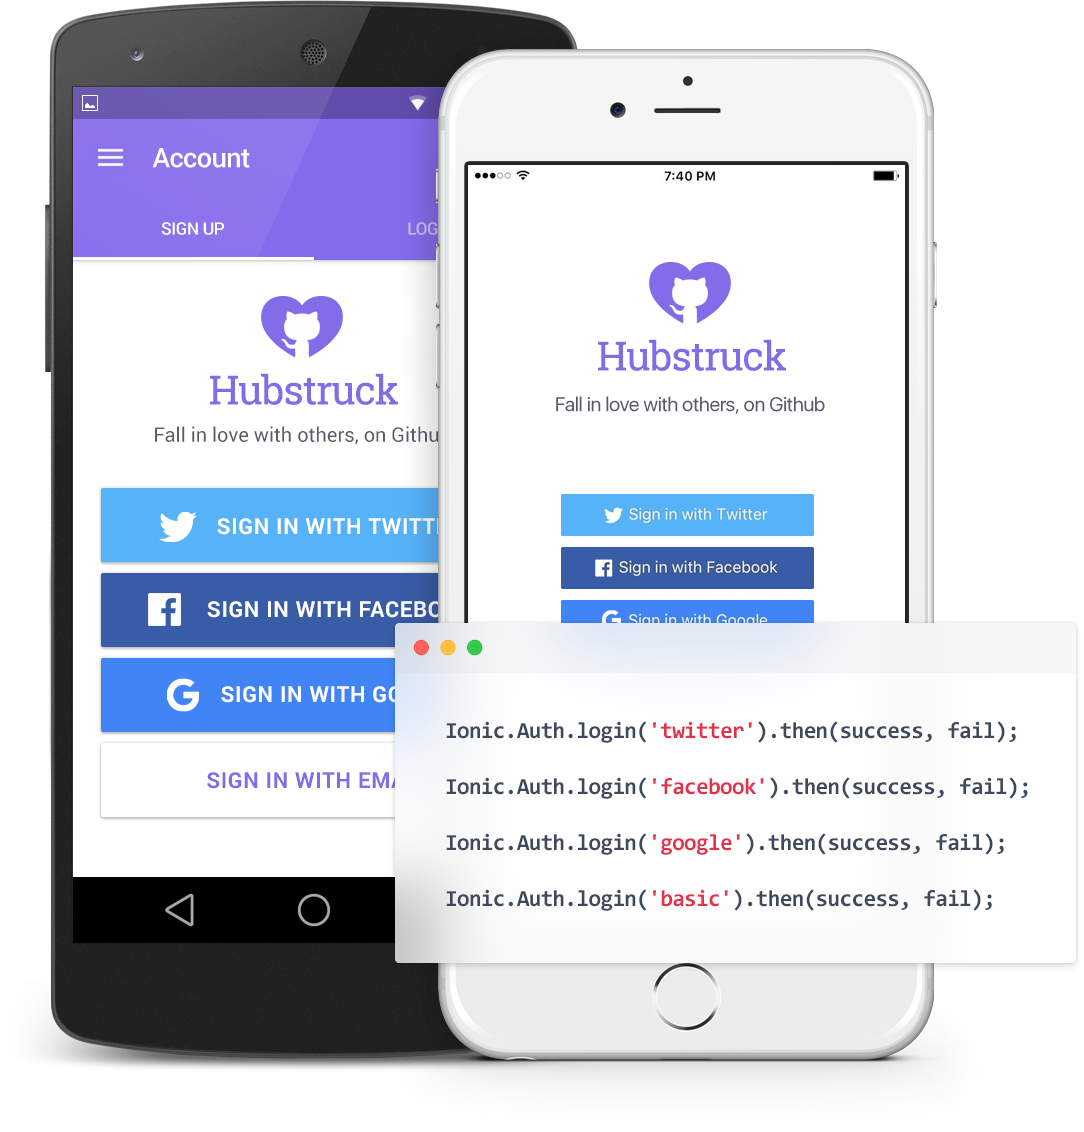 Account
SIGN UP
LOG
Hubstruck
Fall in love with others, on Githu
SIGN IN WITH TWITT
SIGN IN WITH FACEBO
SIGN IN WITH GO
SIGN IN WITH EMA
7:40 PM
Hubstruck
Fall in love with others, on Github
Sign in with Twitter
Sign in with Facebook
Sign in with Google
Ionic.Auth.login('twitter').then(success, fail);
Ionic.Auth.login('facebook').then(success, fail);
Ionic.Auth.login('google').then(success, fail);
Ionic.Auth.login('basic').then(success, fail);